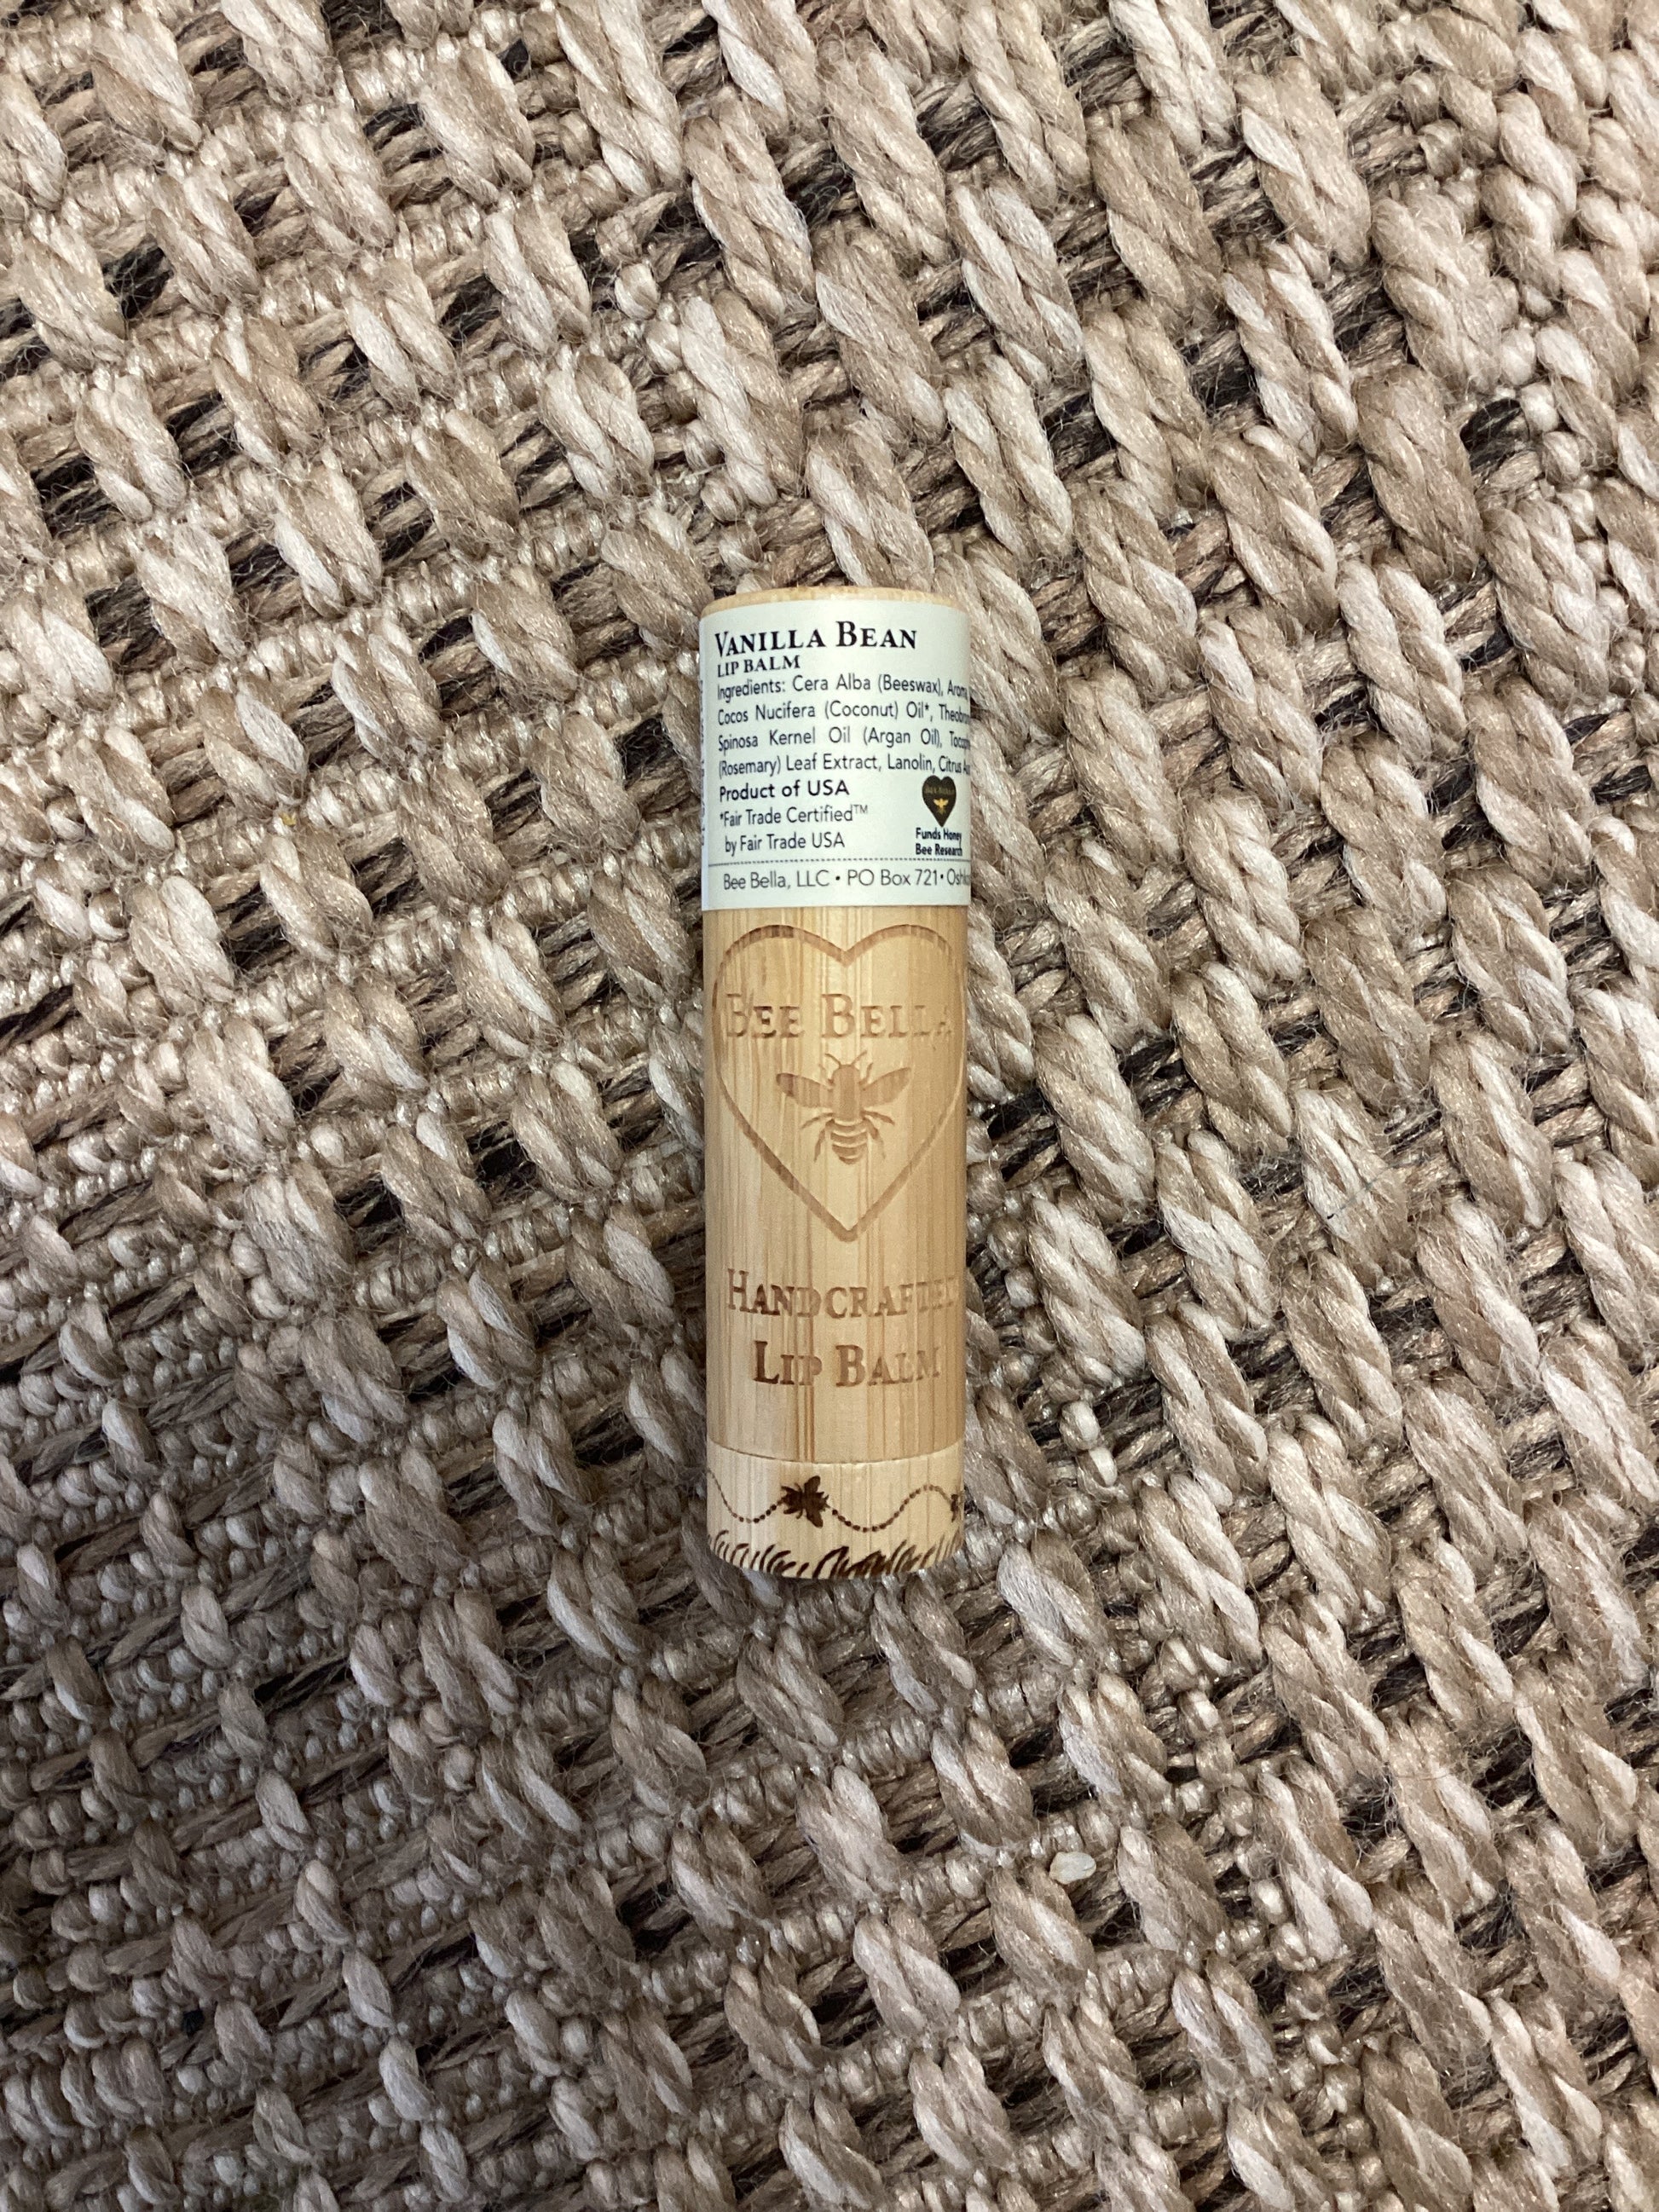 VANILLA BEAN
LIP BALM
Ingredients: Cera Alba (Beeswax),
Cocos Nucifera (Coconut) Oil*,
Spinosa Kernel Oil (Argan Oil),
(Rosemary) Leaf Extract, Lanolin, Citrus
Product of USA
*Fair Trade Certified™
by Fair Trade USA
BEE BELLA
Funds Honey
Bee Research
Bee Bella, LLC • PO Box 721 •
BEE BELLA
HANDCRAFTED
LIP BALM